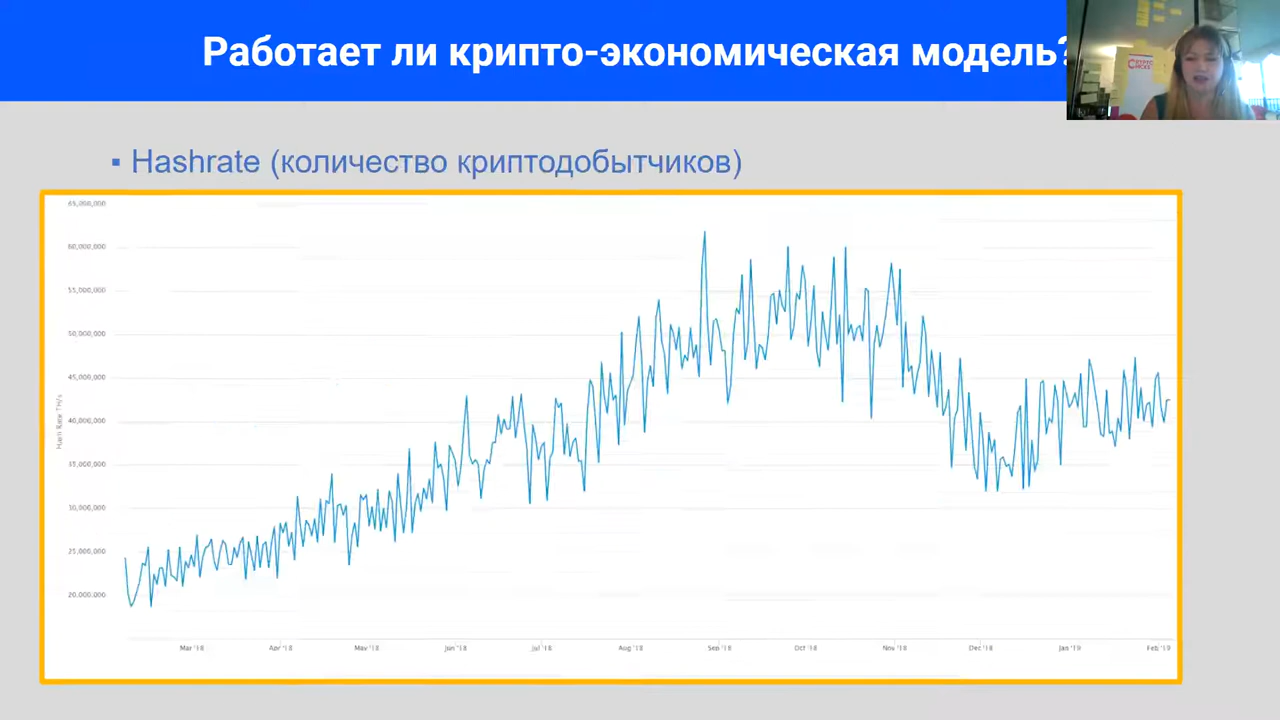 Работает ли крипто-экономическая модель?
▪ Hashrate (количество криптодобытчиков)
65,000,000
60,000,000
55,000,000
50,000,000
45,000,000
40,000,000
35,000,000
30,000,000
25,000,000
20,000,000
Hash Rate TH/s
Mar '18 Apr '18 May '18 Jun '18 Jul '18 Aug '18 Sep '18 Oct '18 Nov '18 Dec '18 Jan '19 Feb '19